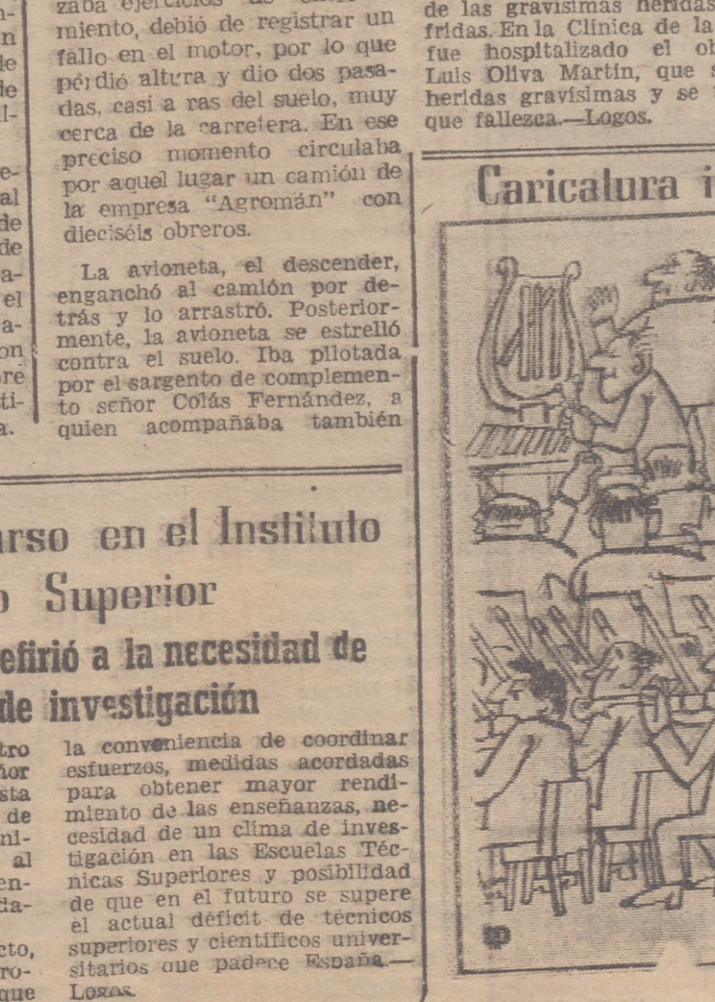 zaba ejercicios de
miento, debió de registrar un
fallo en el motor, por lo que
perdió altura y dio dos pasa-
das, casi a ras del suelo, muy
cerca de la carretera. En ese
preciso momento circulaba
por aquel lugar un camión de
la empresa “Agromán” con
dieciséis obreros.
La avioneta, el descender,
enganchó al camión por de-
trás y lo arrastró. Posterior-
mente, la avioneta se estrelló
contra el suelo. Iba pilotada
por el sargento de complemen-
to señor Colás Fernández, a
quien acompañaba también
de las gravísimas heridas
fridas. En la Clínica de la
fue hospitalizado el ob
Luis Oliva Martín, que s
heridas gravísimas y se
que fallezca.—Logos.
Caricatura i
urso en el Instituto
o Superior
efirió a la necesidad de
de investigación
la conveniencia de coordinar
esfuerzos, medidas acordadas
para obtener mayor rendi-
miento de las enseñanzas, ne-
cesidad de un clima de inves-
tigación en las Escuelas Téc-
nicas Superiores y posibilidad
de que en el futuro se supere
el actual déficit de técnicos
superiores y científicos univer-
sitarios que padece España.—
Logos.